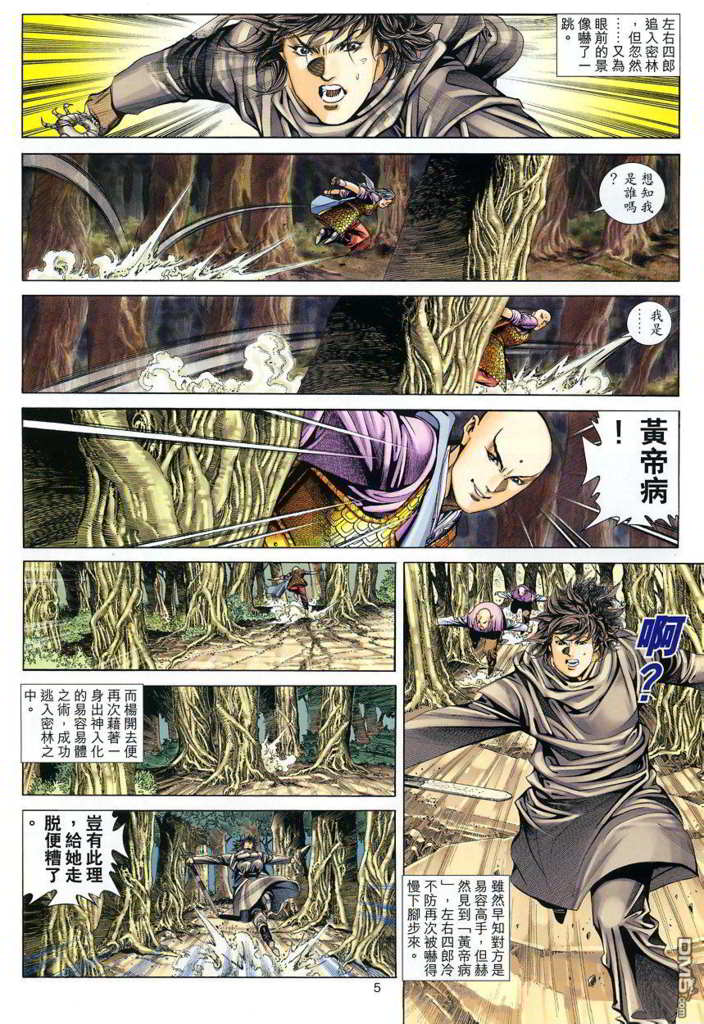 左右四郎
追入密林
，但忽然
……又為
眼前的景
像嚇了一
跳。
想知我
是誰嗎
？
我是
……
黃帝病
！
啊
？
雖然早知對方是
易容高手，但赫
然見到「黃帝病
」，左右四郎冷
不防再次被嚇得
慢下腳步來。
而楊開去便
再次藉著一
身出神入化
的易容易體
之術，成功
逃入密林之
中。
豈有此理
，給她走
脱便糟了
。
5
DM5.com